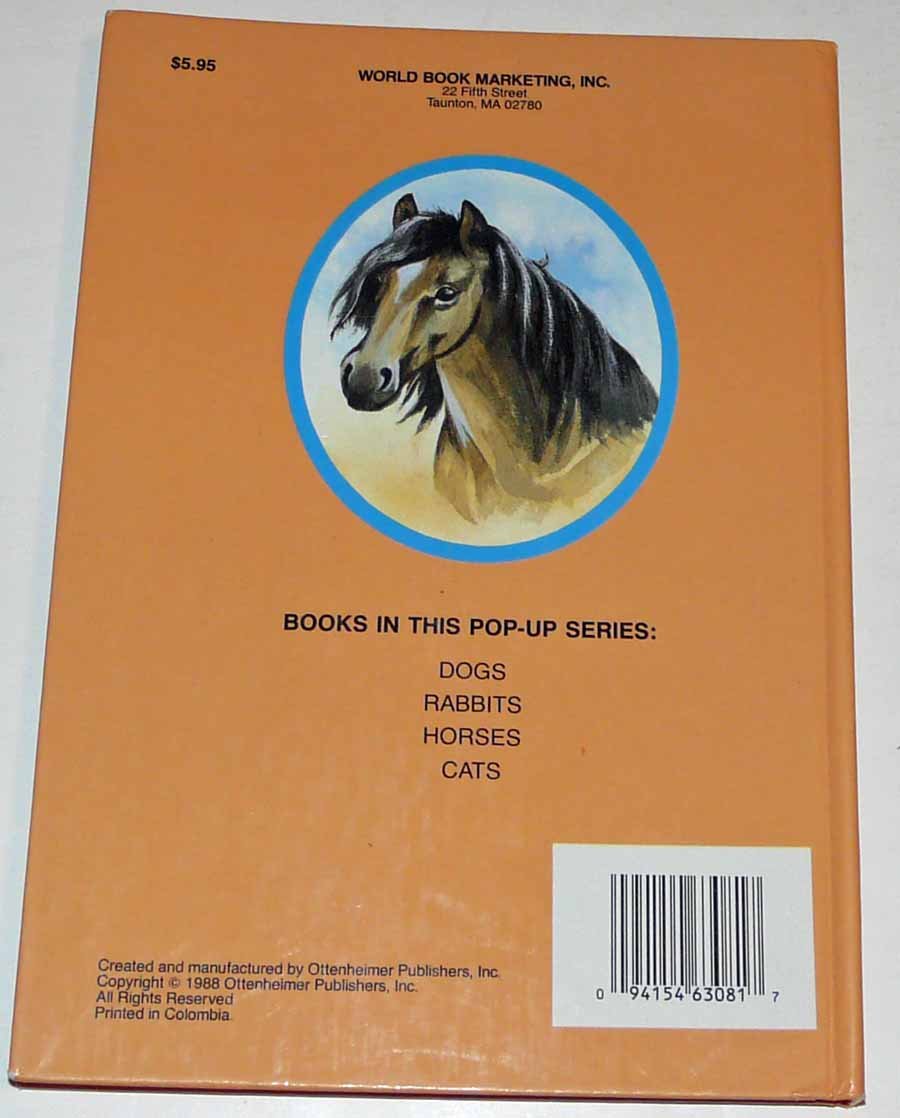 $5.95
WORLD BOOK MARKETING, INC.
22 Fifth Street
Taunton, MA 02780
BOOKS IN THIS POP-UP SERIES:
DOGS
RABBITS
HORSES
CATS
Created and manufactured by Ottenheimer Publishers, Inc.
Copyright © 1988 Ottenheimer Publishers, Inc.
All Rights Reserved
Printed in Colombia.
0 94154 63081 7